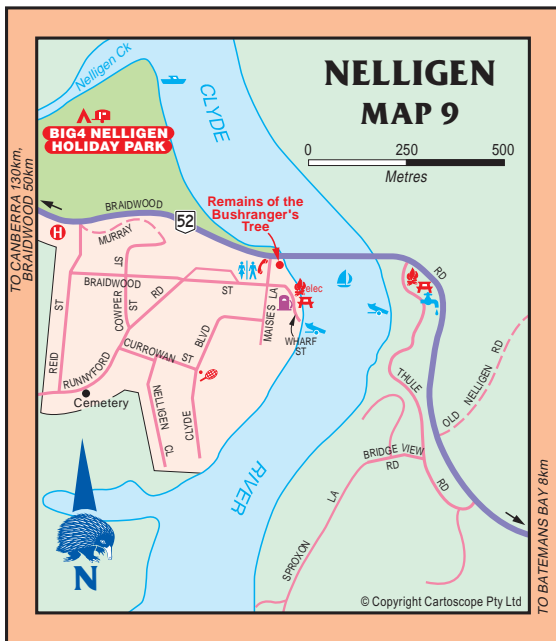 NELLIGEN
MAP 9
0 250 500
Metres
Nelligen Ck
CLYDE
BIG4 NELLIGEN
HOLIDAY PARK
TO CANBERRA 130km,
BRAIDWOOD 50km
BRAIDWOOD
52
RD
Remains of the
Bushranger's
Tree
H
MURRAY
ST
BRAIDWOOD
ST
elec
COWPER
ST
RD
MAISIES LA
BLVD
WHARF
ST
REID
ST
RUNNYFORD
CURROWAN ST
Cemetery
NELLIGEN
CL
CLYDE
THULE
RD
OLD NELLIGEN RD
BRIDGE VIEW
RD
RIVER
SPROXON
LA
N
TO BATEMANS BAY 8km
© Copyright Cartoscope Pty Ltd